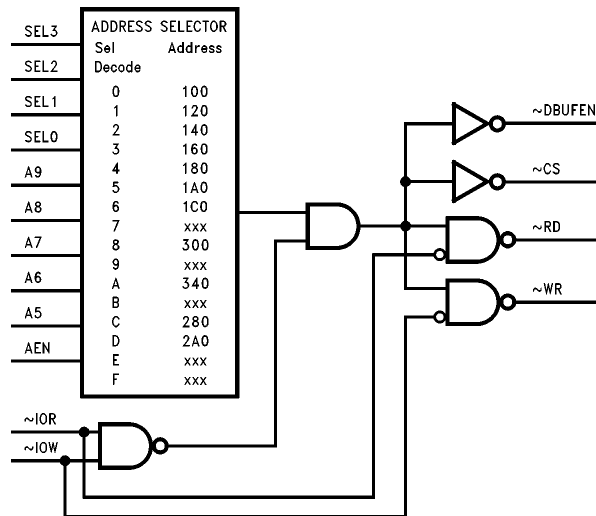 ADDRESS SELECTOR
Sel Address
Decode
0 100
1 120
2 140
3 160
4 180
5 1A0
6 1C0
7 xxx
8 300
9 xxx
A 340
B xxx
C 280
D 2A0
E xxx
F xxx
SEL3
SEL2
SEL1
SEL0
A9
A8
A7
A6
A5
AEN
~IOR
~IOW
~DBUFEN
~CS
~RD
~WR